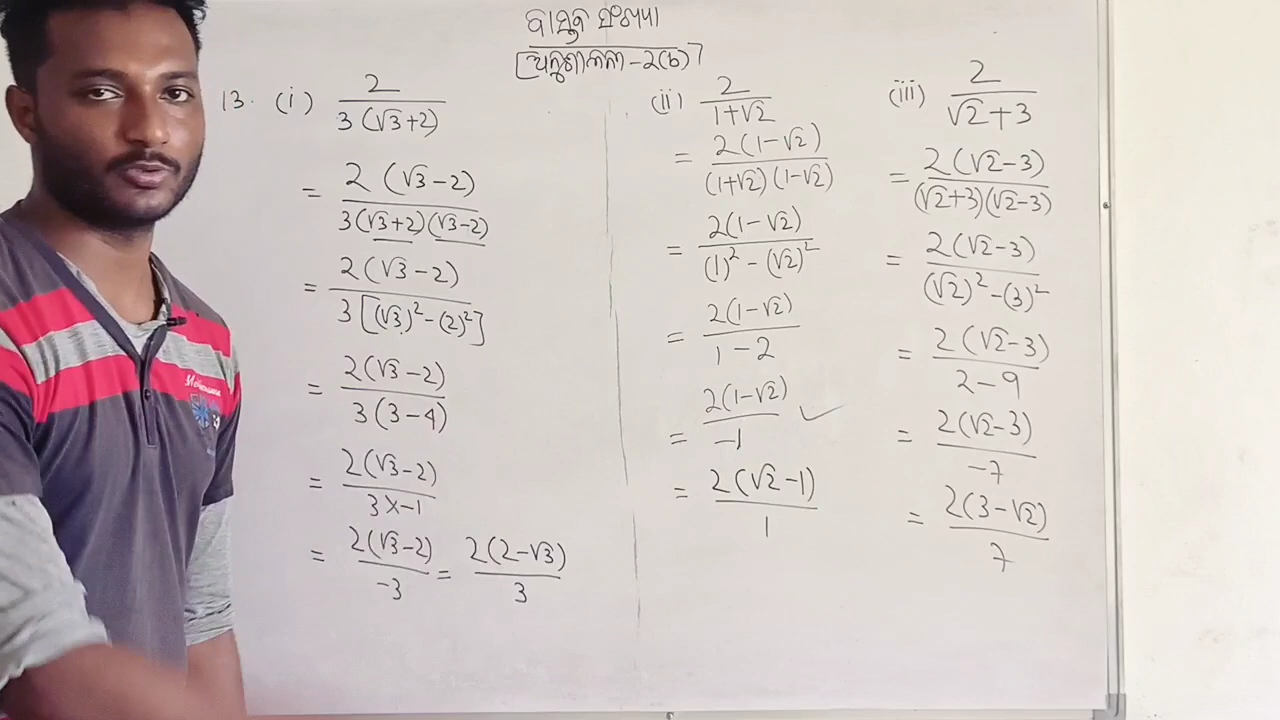 ବାସ୍ତବ ସଂଖ୍ୟା
[ଅନୁଶୀଳନୀ-2(b)]
13. (i) 2/(3(√3+2))
= 2(√3-2)/(3(√3+2)(√3-2))
= 2(√3-2)/(3[(√3)²-(2)²])
= 2(√3-2)/(3(3-4))
= 2(√3-2)/(3×-1)
= 2(√3-2)/-3 = 2(2-√3)/3
(ii) 2/(1+√2)
= 2(1-√2)/((1+√2)(1-√2))
= 2(1-√2)/((1)²-(√2)²)
= 2(1-√2)/(1-2)
= 2(1-√2)/-1 ✓
= 2(√2-1)/1
(iii) 2/(√2+3)
= 2(√2-3)/((√2+3)(√2-3))
= 2(√2-3)/((√2)²-(3)²)
= 2(√2-3)/(2-9)
= 2(√2-3)/-7
= 2(3-√2)/7